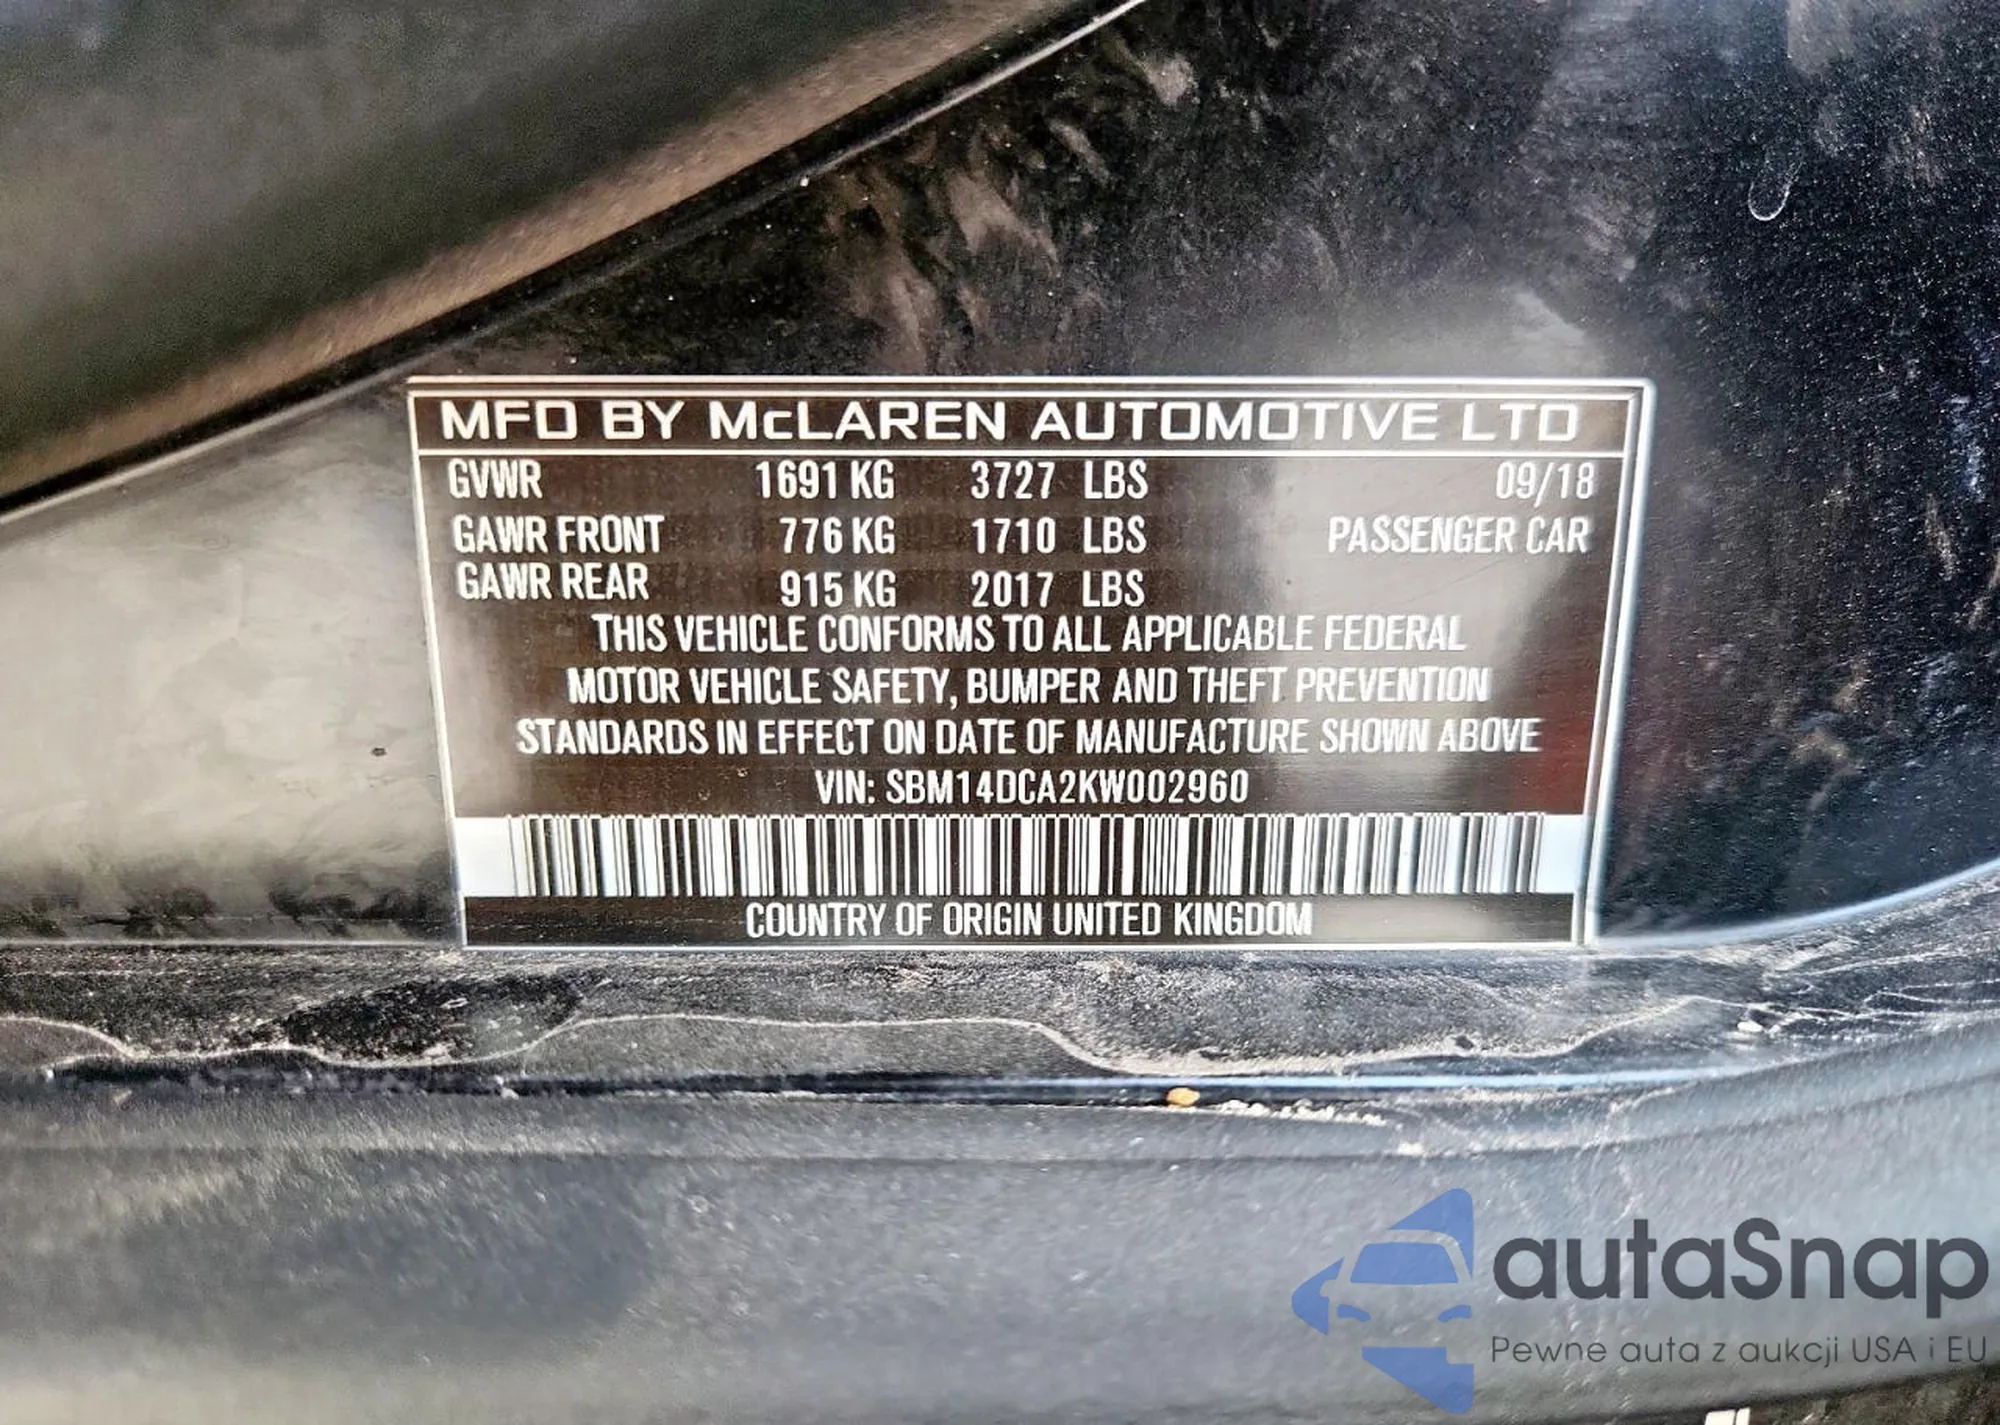 MFD BY McLAREN AUTOMOTIVE LTD
GVWR 1691 KG 3727 LBS 09/18
GAWR FRONT 776 KG 1710 LBS PASSENGER CAR
GAWR REAR 915 KG 2017 LBS
THIS VEHICLE CONFORMS TO ALL APPLICABLE FEDERAL
MOTOR VEHICLE SAFETY, BUMPER AND THEFT PREVENTION
STANDARDS IN EFFECT ON DATE OF MANUFACTURE SHOWN ABOVE
VIN: SBM14DCA2KW002960
COUNTRY OF ORIGIN UNITED KINGDOM
autaSnap
Pewne auta z aukcji USA i EU